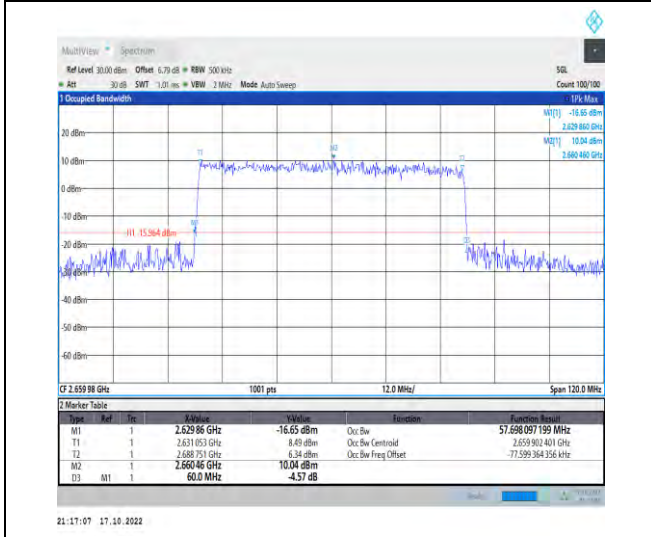 MultiView Spectrum
Ref Level 30.00 dBm Offset 6.79 dB RBW 500 kHz SGL
Att 30 dB SWT 1.01 ms VBW 2 MHz Mode Auto Sweep Count 100/100
1 Occupied Bandwidth 1Pk Max
M1[1] -16.65 dBm
2.629 860 GHz
M2[1] 10.04 dBm
2.660 460 GHz
20 dBm
10 dBm
0 dBm
-10 dBm
H1 -15.964 dBm
-20 dBm
-30 dBm
-40 dBm
-50 dBm
-60 dBm
T1
M2
T2
M1
D3
CF 2.659 98 GHz 1001 pts 12.0 MHz/ Span 120.0 MHz
2 Marker Table
Type Ref Trc X-Value Y-Value Function Function Result
M1 1 2.629 86 GHz -16.65 dBm Occ Bw 57.698 097 199 MHz
T1 1 2.631 053 GHz 8.49 dBm Occ Bw Centroid 2.659 902 401 GHz
T2 1 2.688 751 GHz 6.34 dBm Occ Bw Freq Offset -77.599 364 356 kHz
M2 1 2.660 46 GHz 10.04 dBm
D3 M1 1 60.0 MHz -4.57 dB
21:17:07 17.10.2022